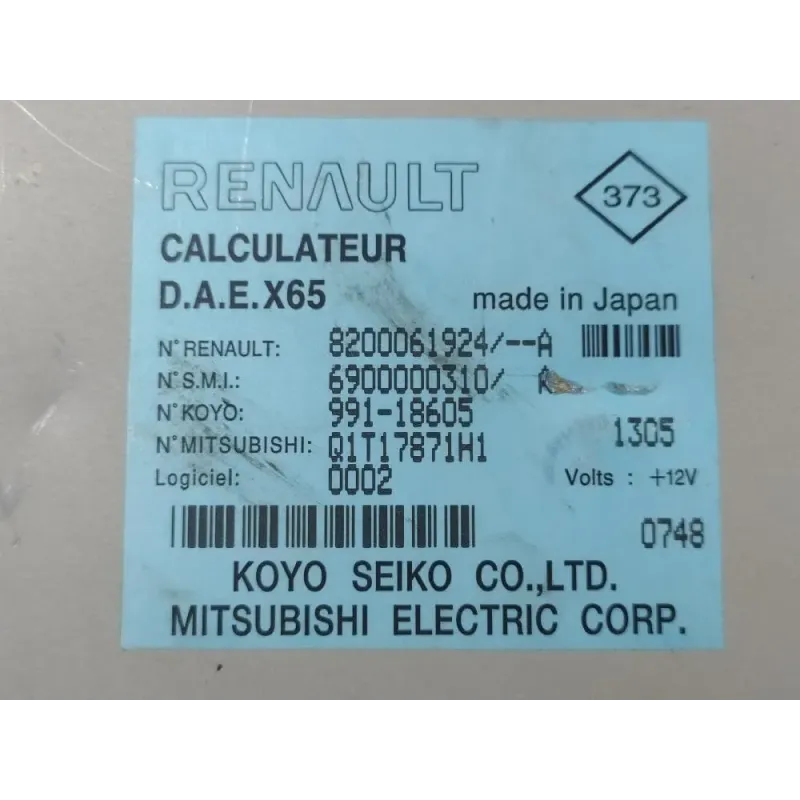 RENAULT
373
CALCULATEUR
D.A.E.X65
made in Japan
N° RENAULT: 8200061924/--A
N° S.M.I.: 6900000310/
N° KOYO: 991-18605
1305
N° MITSUBISHI: Q1T17871H1
Logiciel: 0002
Volts : +12V
0748
KOYO SEIKO CO.,LTD.
MITSUBISHI ELECTRIC CORP.